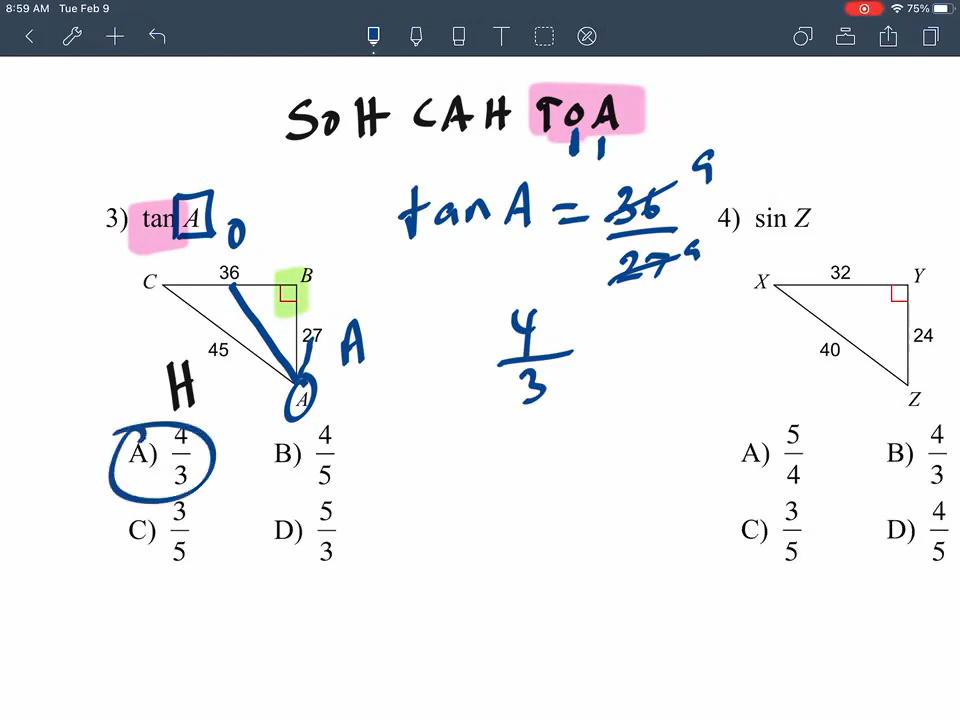 8:59 AM Tue Feb 9
75%
T
SOH CAH TOA
3) tan A
O
tan A = 36/27
9
9
4/3
C 36 B
27
45
A
H
A
A) 4/3 B) 4/5
C) 3/5 D) 5/3
4) sin Z
X 32 Y
24
40
Z
A) 5/4 B) 4/3
C) 3/5 D) 4/5